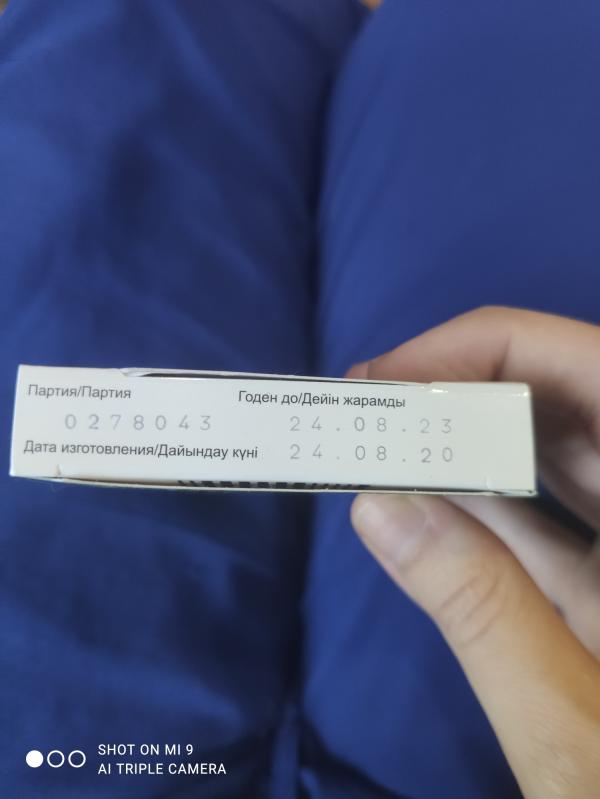 Партия/Партия
Годен до/Дейін жарамды
0278043
24.08.23
Дата изготовления/Дайындау күні
24.08.20
SHOT ON MI 9
AI TRIPLE CAMERA